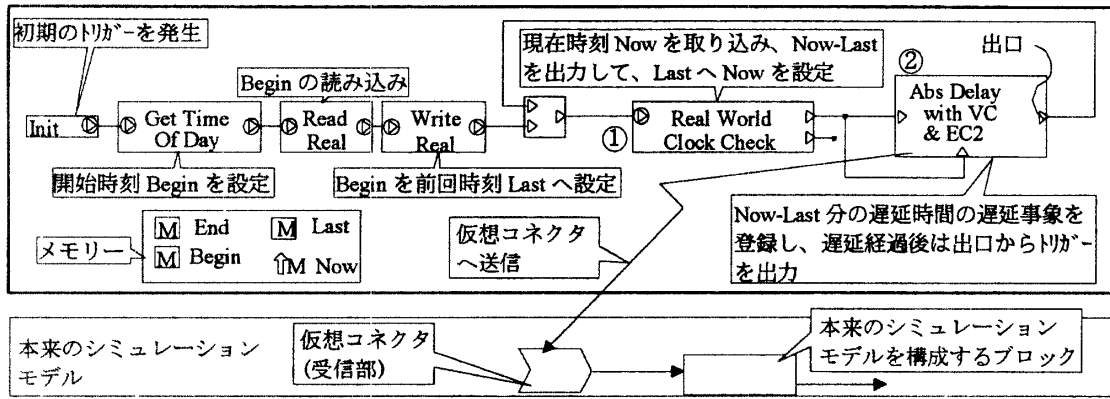 初期のﾄﾘｶﾞｰを発生
Begin の読み込み
現在時刻 Now を取り込み、Now-Last
を出力して、Last へ Now を設定
出口
②
Init
Get Time
Of Day
Read
Real
Write
Real
①
Real World
Clock Check
Abs Delay
with VC
& EC2
開始時刻 Begin を設定
Begin を前回時刻 Last へ設定
メモリー
M End
M Last
M Begin
⇑M Now
仮想コネクタ
へ送信
Now-Last 分の遅延時間の遅延事象を
登録し、遅延経過後は出口からﾄﾘｶﾞｰ
を出力
本来のシミュレーション
モデル
仮想コネクタ
(受信部)
本来のシミュレーション
モデルを構成するブロック